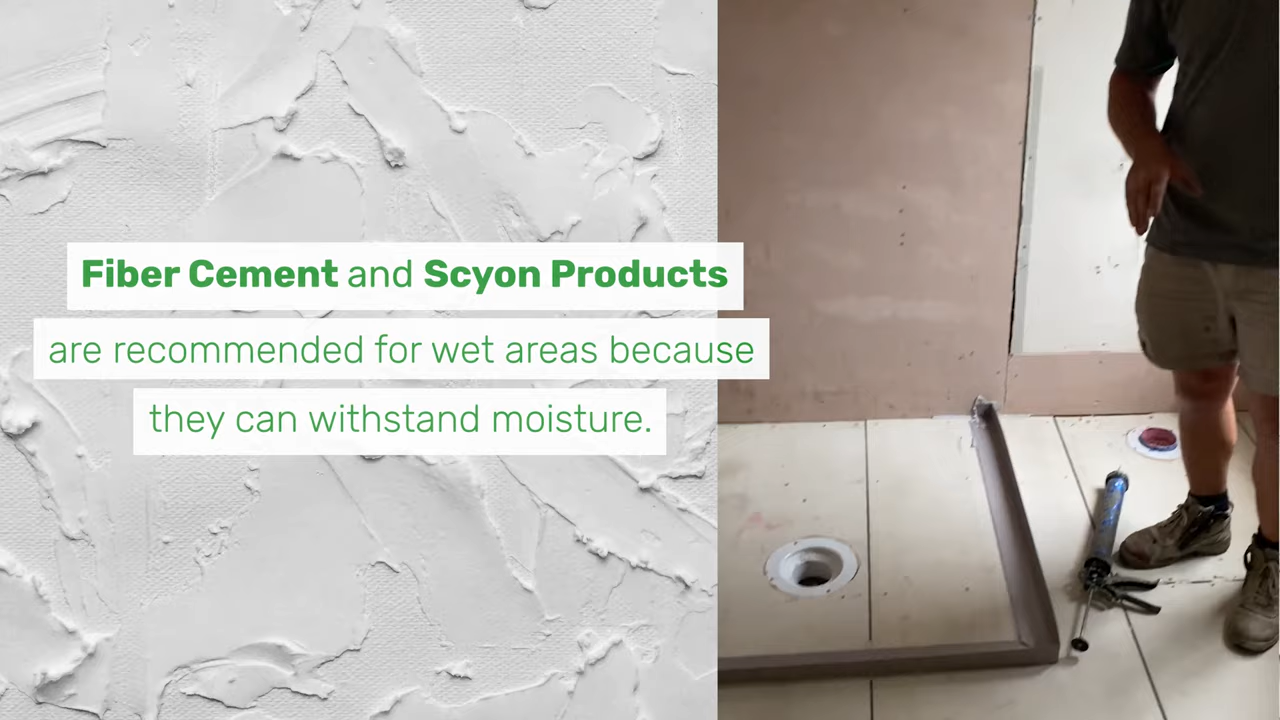 Fiber Cement and Scyon Products
are recommended for wet areas because
they can withstand moisture.